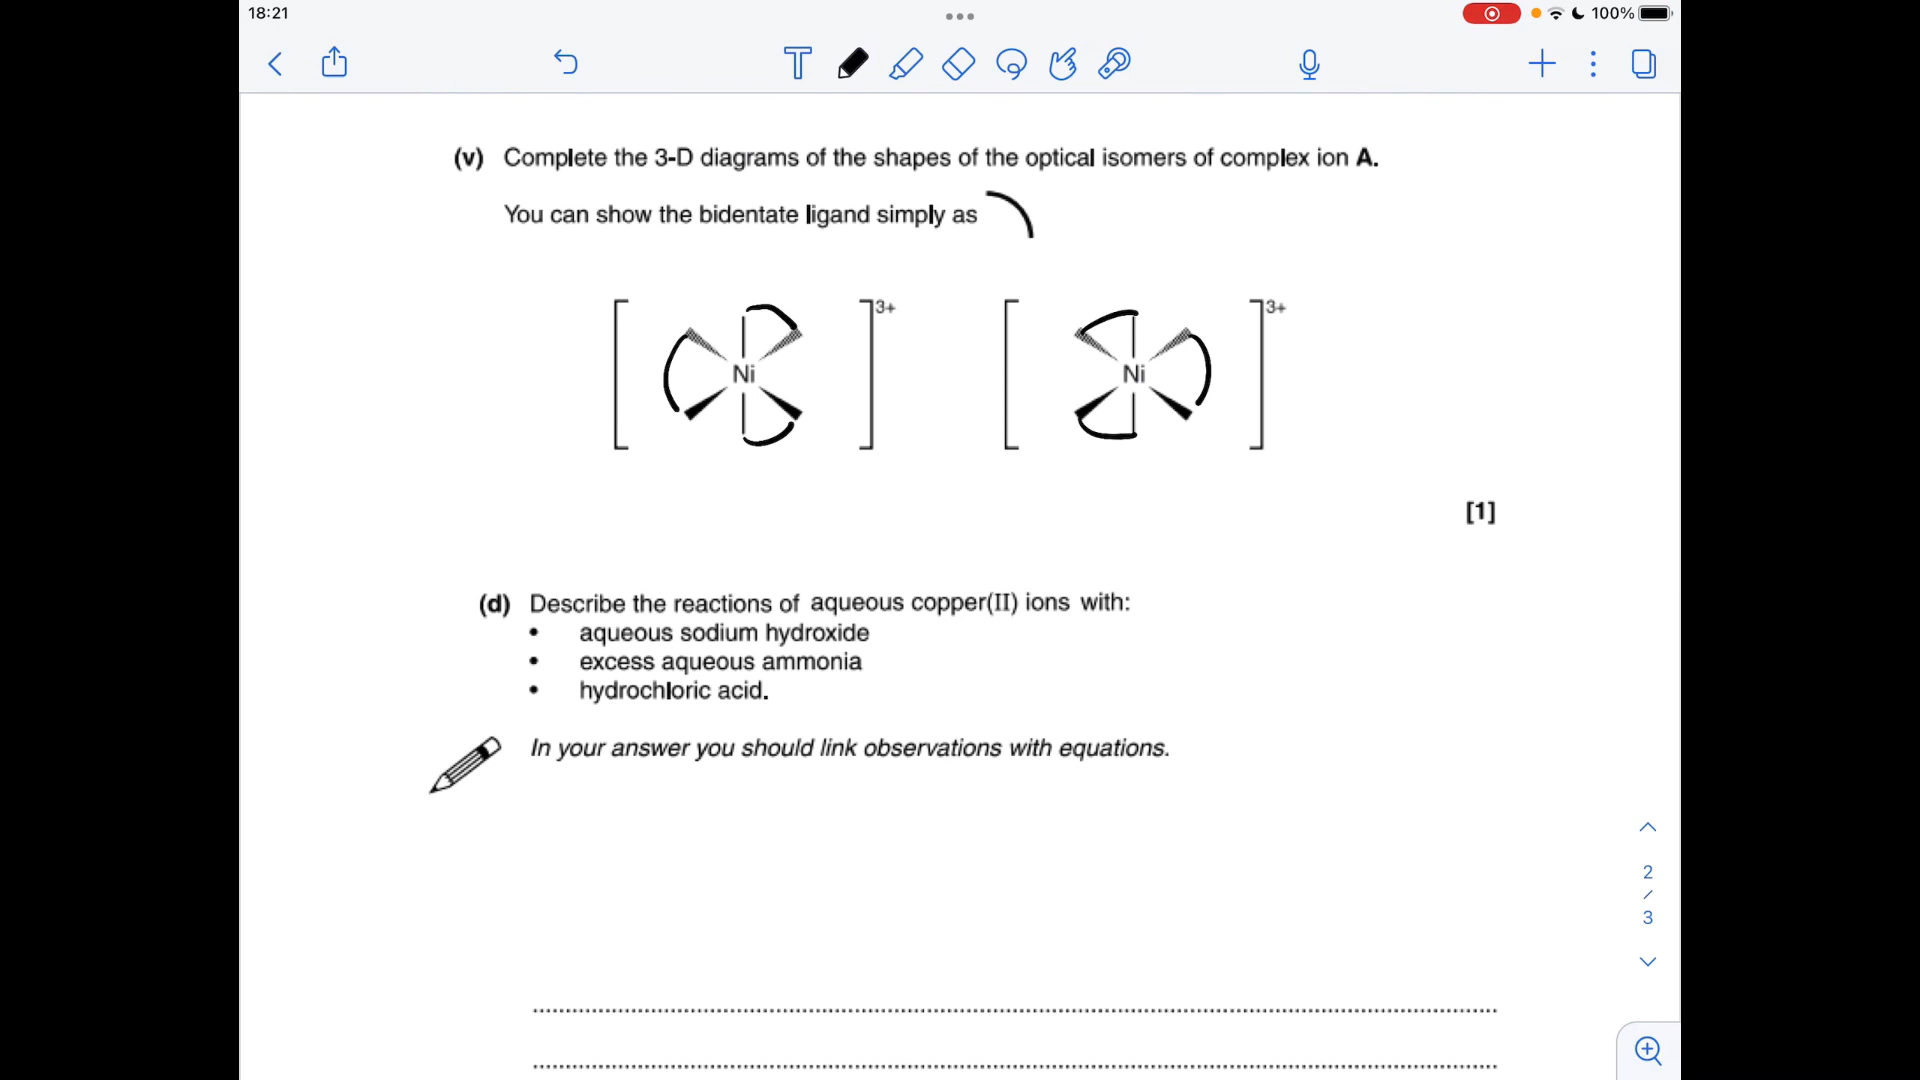 18:21
100%
(v) Complete the 3-D diagrams of the shapes of the optical isomers of complex ion A.
You can show the bidentate ligand simply as
3+
Ni
3+
Ni
[1]
(d) Describe the reactions of aqueous copper(II) ions with:
• aqueous sodium hydroxide
• excess aqueous ammonia
• hydrochloric acid.
In your answer you should link observations with equations.
2
/
3